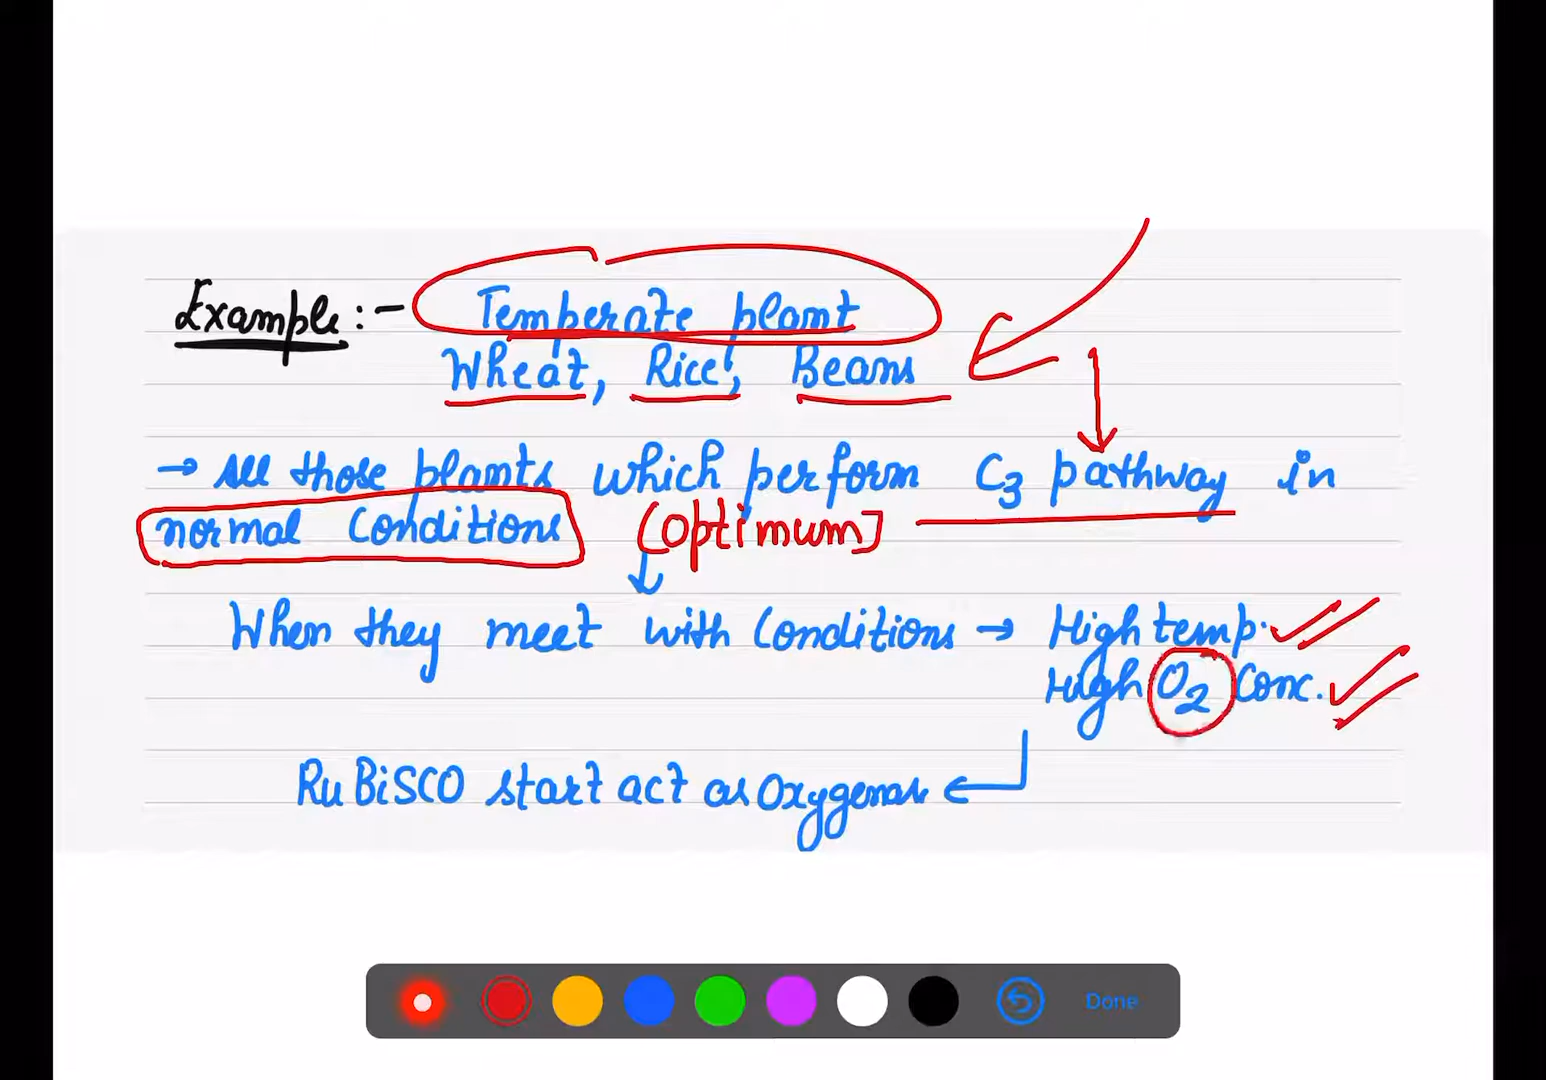 Example :- Temperate plant
Wheat, Rice, Beans
→ All those plants which perform C3 pathway in
normal Conditions (optimum]
When they meet with Conditions → High temp.
High O2 Conc.
RuBisCO start act as Oxygenase
Done